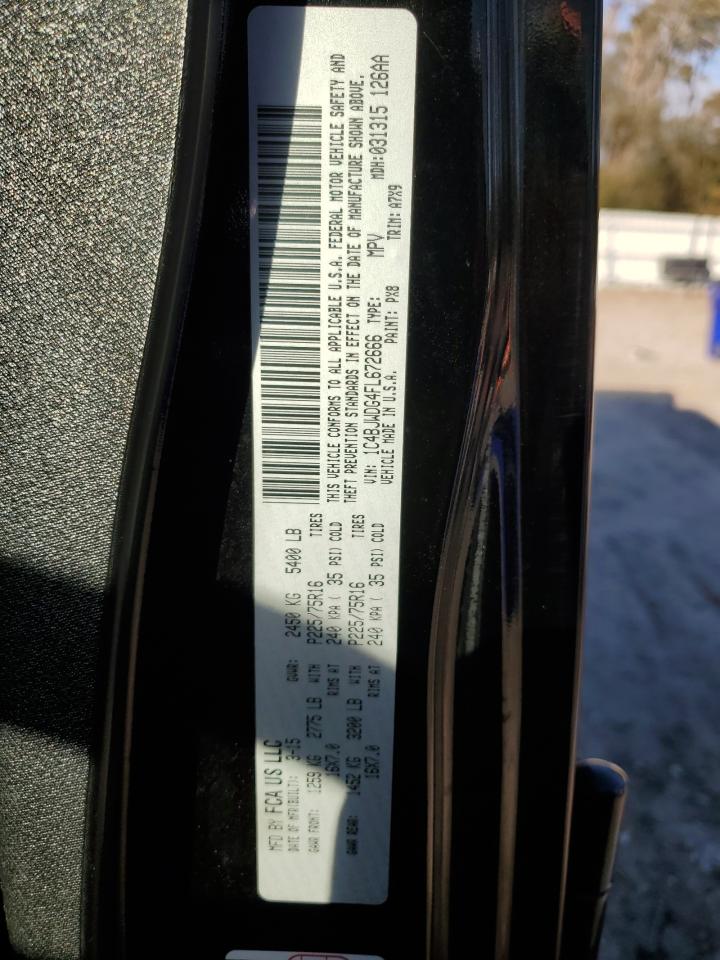 MFD BY FCA US LLC
DATE OF MFR(BUILT): 3-15 GVWR: 2450 KG 5400 LB
GAWR FRONT: 1259 KG 2775 LB WITH P225/75R16 TIRES
16X7.0 RIMS AT 240 KPA ( 35 PSI) COLD
GAWR REAR: 1452 KG 3200 LB WITH P225/75R16 TIRES
16X7.0 RIMS AT 240 KPA ( 35 PSI) COLD
THIS VEHICLE CONFORMS TO ALL APPLICABLE U.S.A. FEDERAL MOTOR VEHICLE SAFETY AND
THEFT PREVENTION STANDARDS IN EFFECT ON THE DATE OF MANUFACTURE SHOWN ABOVE.
VIN: 1C4BJWDG4FL672666 TYPE: MPV MDH:031315 126AA
VEHICLE MADE IN U.S.A. PAINT: PX8 TRIM: A7X9